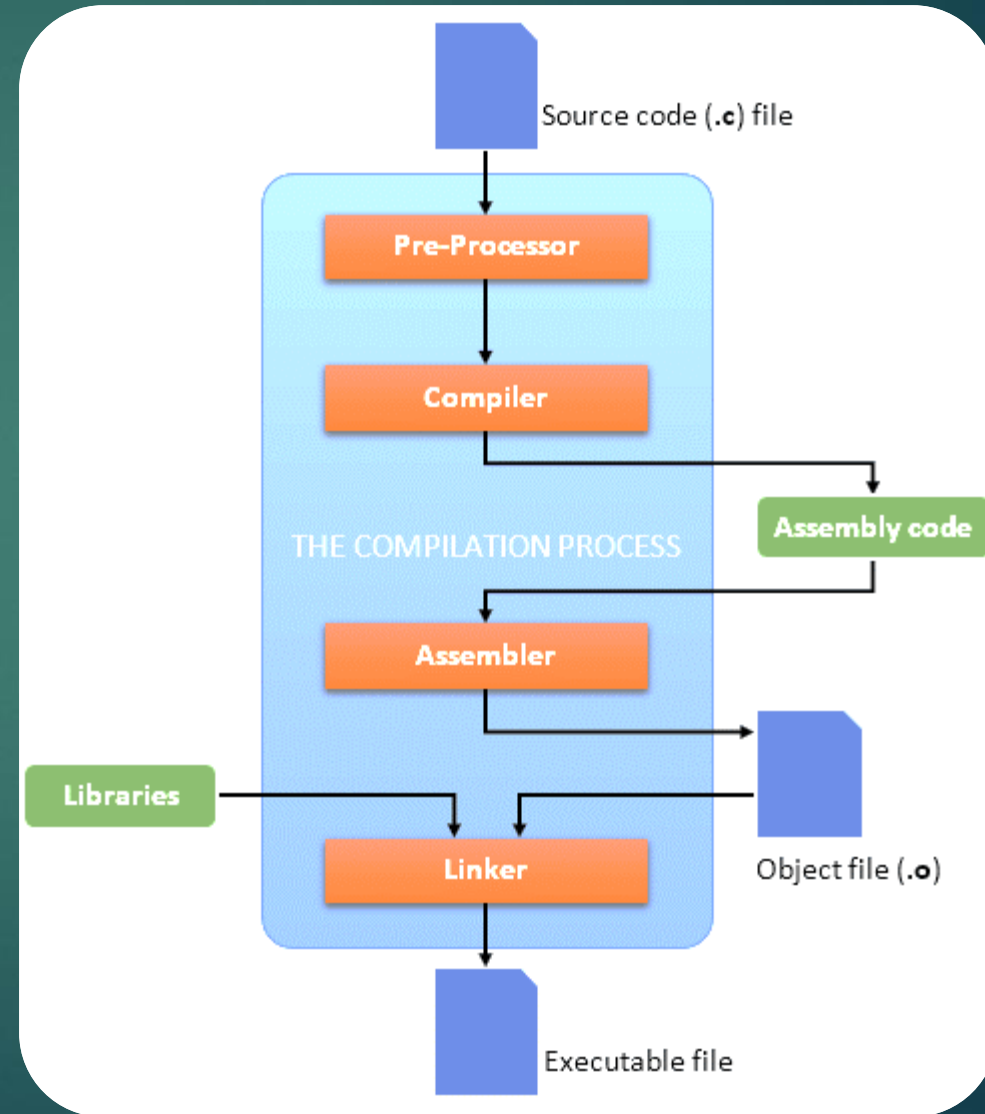 Source code (.c) file
Pre-Processor
Compiler
Assembly code
THE COMPILATION PROCESS
Assembler
Libraries
Linker
Object file (.o)
Executable file